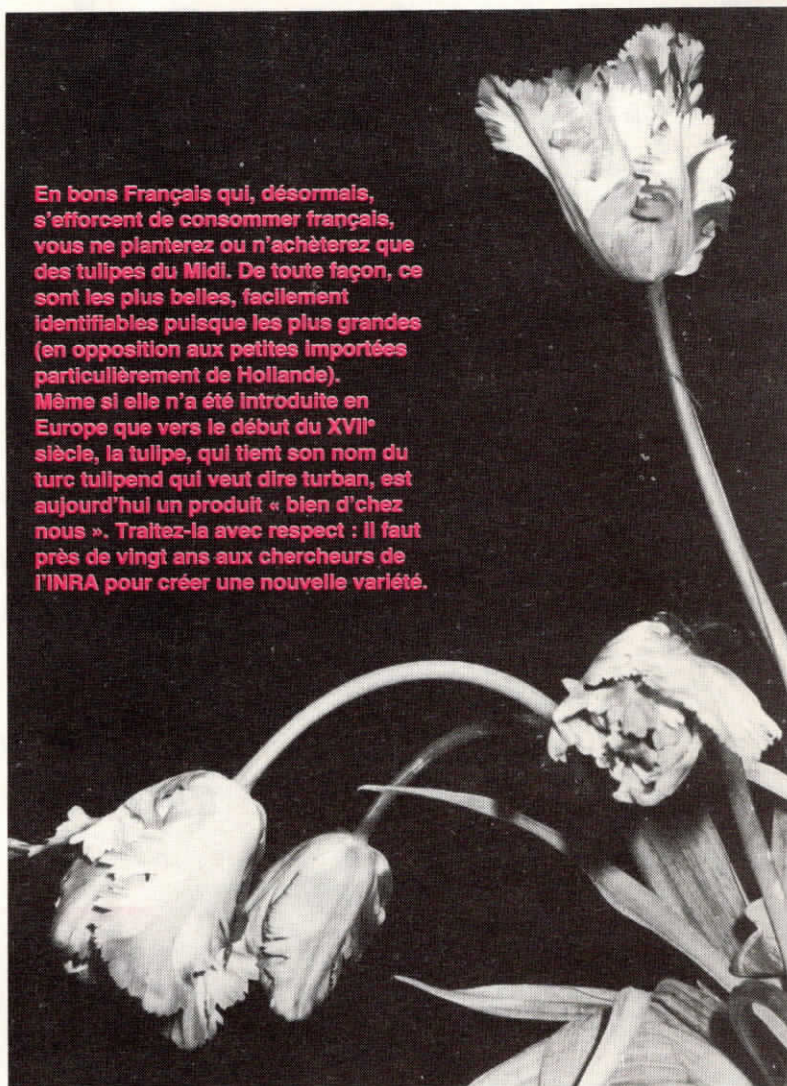 En bons Français qui, désormais,
s'efforcent de consommer français,
vous ne planterez ou n'achèterez que
des tulipes du Midi. De toute façon, ce
sont les plus belles, facilement
identifiables puisque les plus grandes
(en opposition aux petites importées
particulièrement de Hollande).
Même si elle n'a été introduite en
Europe que vers le début du XVIIe
siècle, la tulipe, qui tient son nom du
turc tulipend qui veut dire turban, est
aujourd'hui un produit « bien d'chez
nous ». Traitez-la avec respect : il faut
près de vingt ans aux chercheurs de
l'INRA pour créer une nouvelle variété.